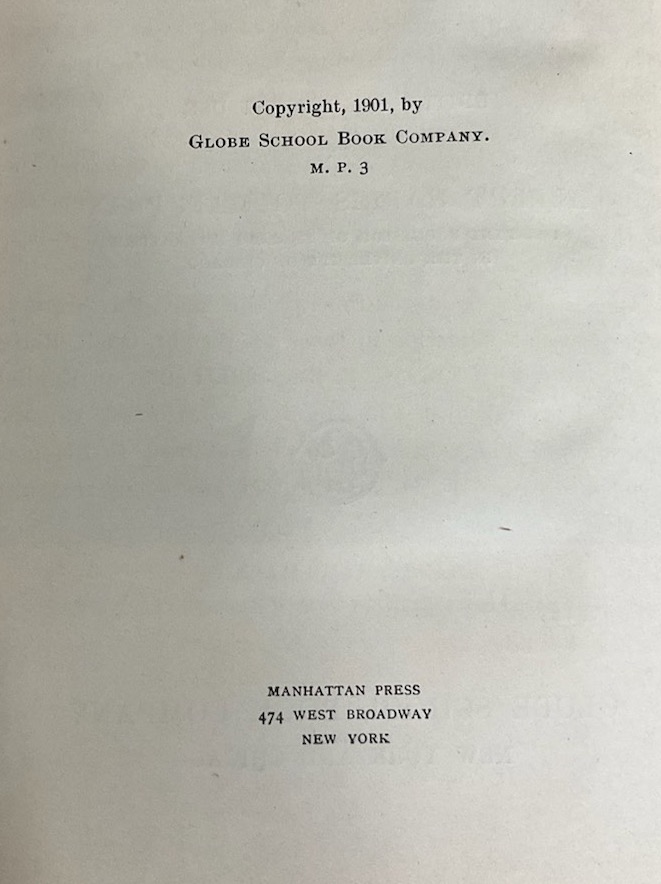 Copyright, 1901, by
GLOBE SCHOOL BOOK COMPANY.
M. P. 3
MANHATTAN PRESS
474 WEST BROADWAY
NEW YORK